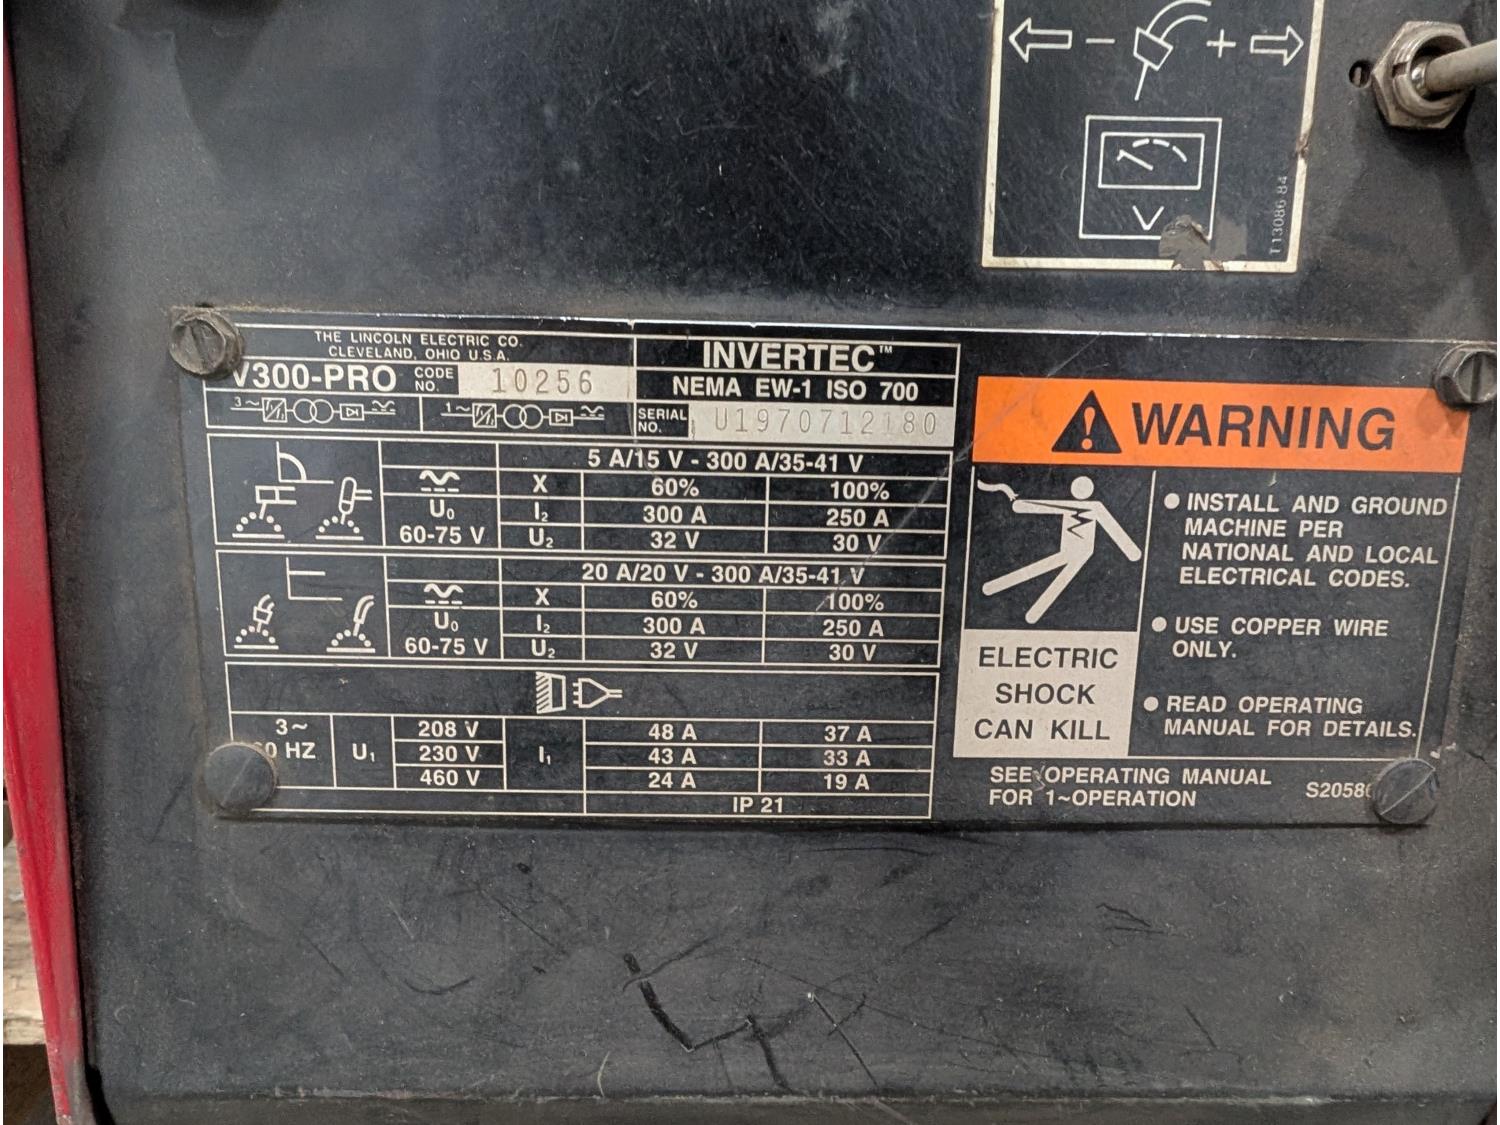 − +
V
T13086 84
THE LINCOLN ELECTRIC CO.
CLEVELAND, OHIO U.S.A.
V300-PRO CODE NO. 10256
INVERTEC™
NEMA EW-1 ISO 700
3~ 1~
SERIAL NO. U1970712180
5 A/15 V - 300 A/35-41 V
X 60% 100%
U₀ I₂ 300 A 250 A
60-75 V U₂ 32 V 30 V
20 A/20 V - 300 A/35-41 V
X 60% 100%
U₀ I₂ 300 A 250 A
60-75 V U₂ 32 V 30 V
3~ 208 V 48 A 37 A
HZ U₁ 230 V I₁ 43 A 33 A
460 V 24 A 19 A
IP 21
WARNING
ELECTRIC
SHOCK
CAN KILL
● INSTALL AND GROUND
MACHINE PER
NATIONAL AND LOCAL
ELECTRICAL CODES.
● USE COPPER WIRE
ONLY.
● READ OPERATING
MANUAL FOR DETAILS.
SEE OPERATING MANUAL
FOR 1~OPERATION